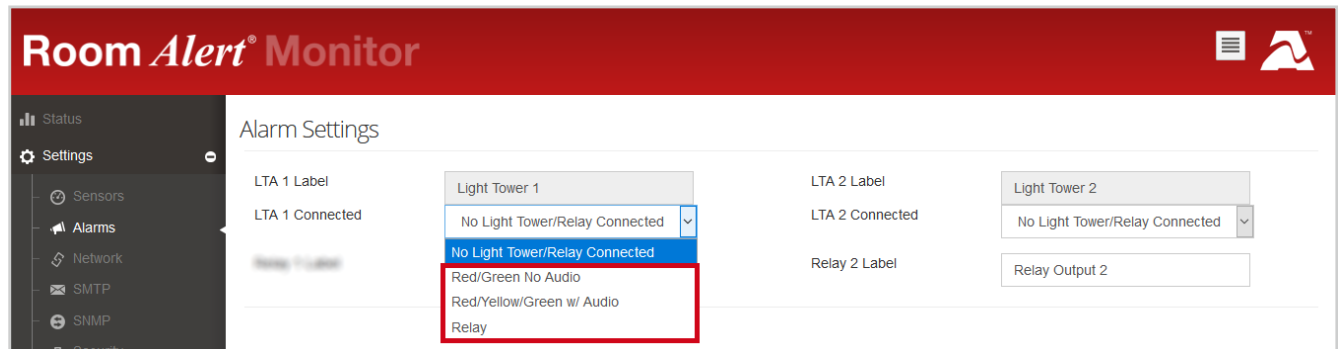 Room Alert® Monitor
Status
Settings
Sensors
Alarms
Network
SMTP
SNMP
Alarm Settings
LTA 1 Label
Light Tower 1
LTA 2 Label
Light Tower 2
LTA 1 Connected
No Light Tower/Relay Connected
LTA 2 Connected
No Light Tower/Relay Connected
No Light Tower/Relay Connected
Red/Green No Audio
Red/Yellow/Green w/ Audio
Relay
Relay 2 Label
Relay Output 2